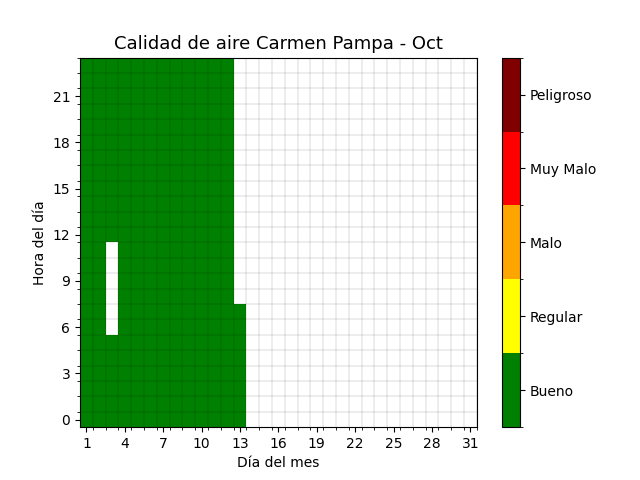 Calidad de aire Carmen Pampa - Oct
Hora del día
21
18
15
12
9
6
3
0
1 4 7 10 13 16 19 22 25 28 31
Día del mes
Peligroso
Muy Malo
Malo
Regular
Bueno